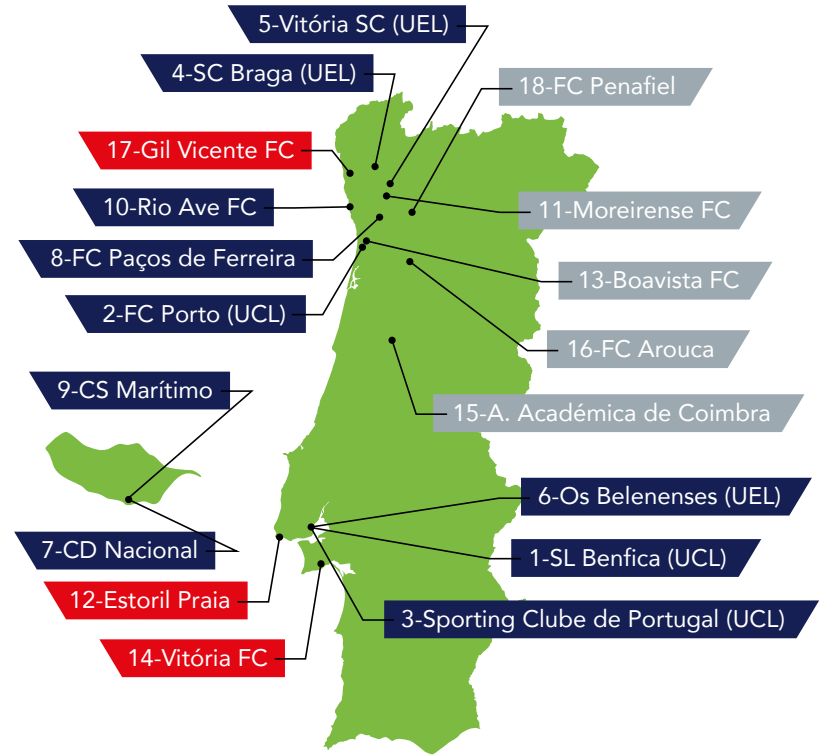 5-Vitória SC (UEL)
4-SC Braga (UEL)
18-FC Penafiel
17-Gil Vicente FC
10-Rio Ave FC
11-Moreirense FC
8-FC Paços de Ferreira
13-Boavista FC
2-FC Porto (UCL)
16-FC Arouca
9-CS Marítimo
15-A. Académica de Coimbra
6-Os Belenenses (UEL)
7-CD Nacional
1-SL Benfica (UCL)
12-Estoril Praia
3-Sporting Clube de Portugal (UCL)
14-Vitória FC